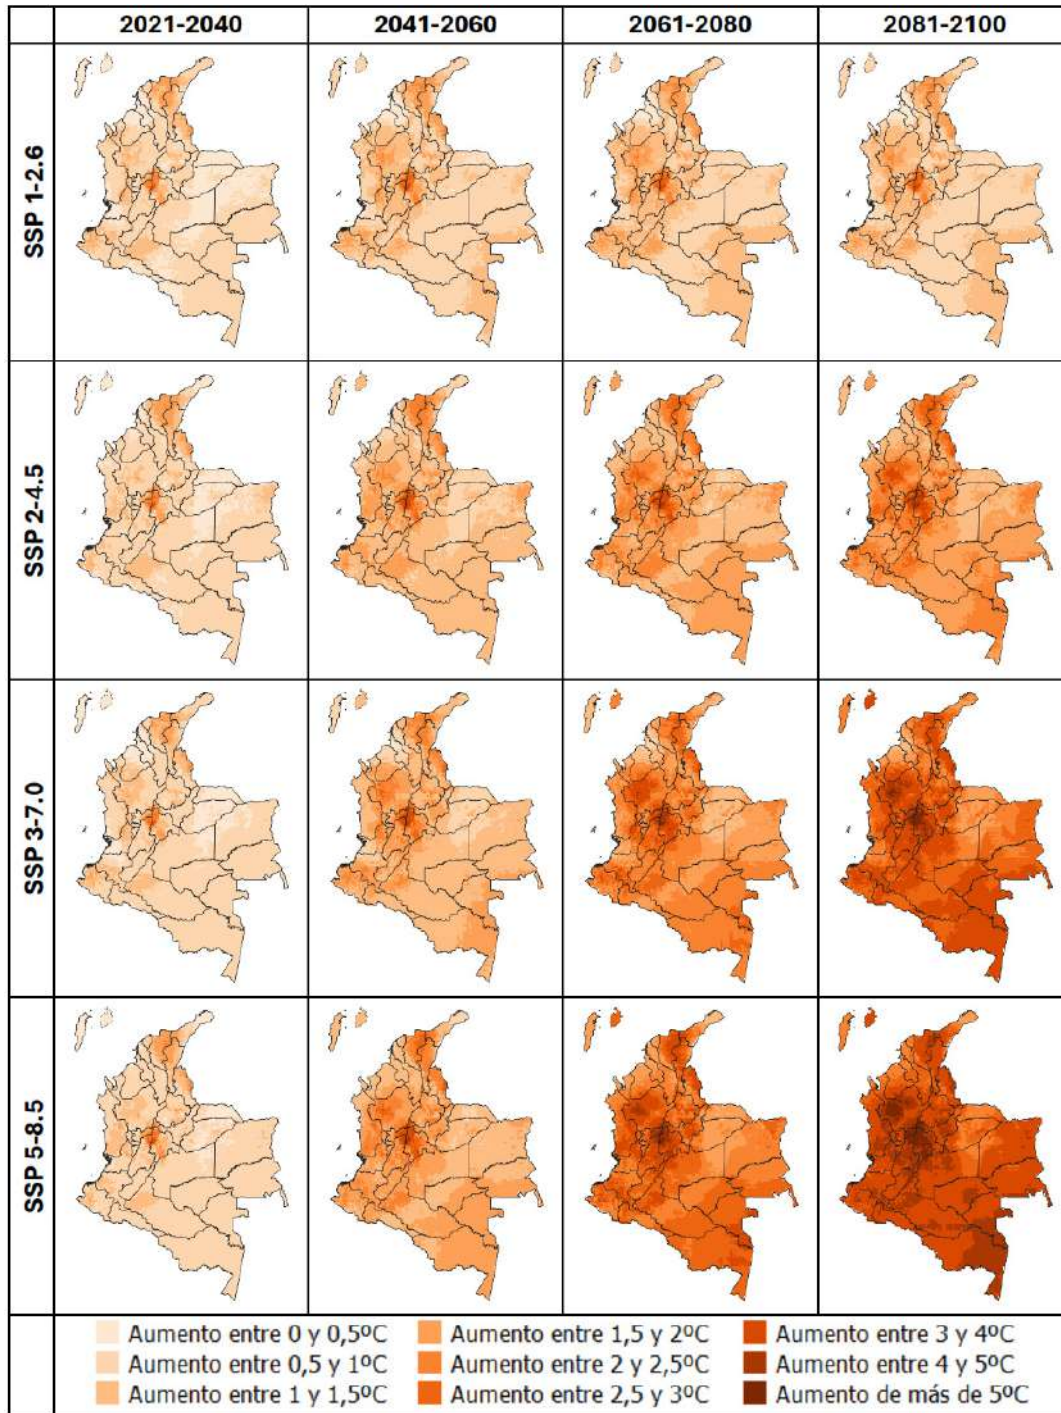 2021-2040 2041-2060 2061-2080 2081-2100
SSP 1-2.6
SSP 2-4.5
SSP 3-7.0
SSP 5-8.5
Aumento entre 0 y 0,5ºC Aumento entre 1,5 y 2ºC Aumento entre 3 y 4ºC
Aumento entre 0,5 y 1ºC Aumento entre 2 y 2,5ºC Aumento entre 4 y 5ºC
Aumento entre 1 y 1,5ºC Aumento entre 2,5 y 3ºC Aumento de más de 5ºC